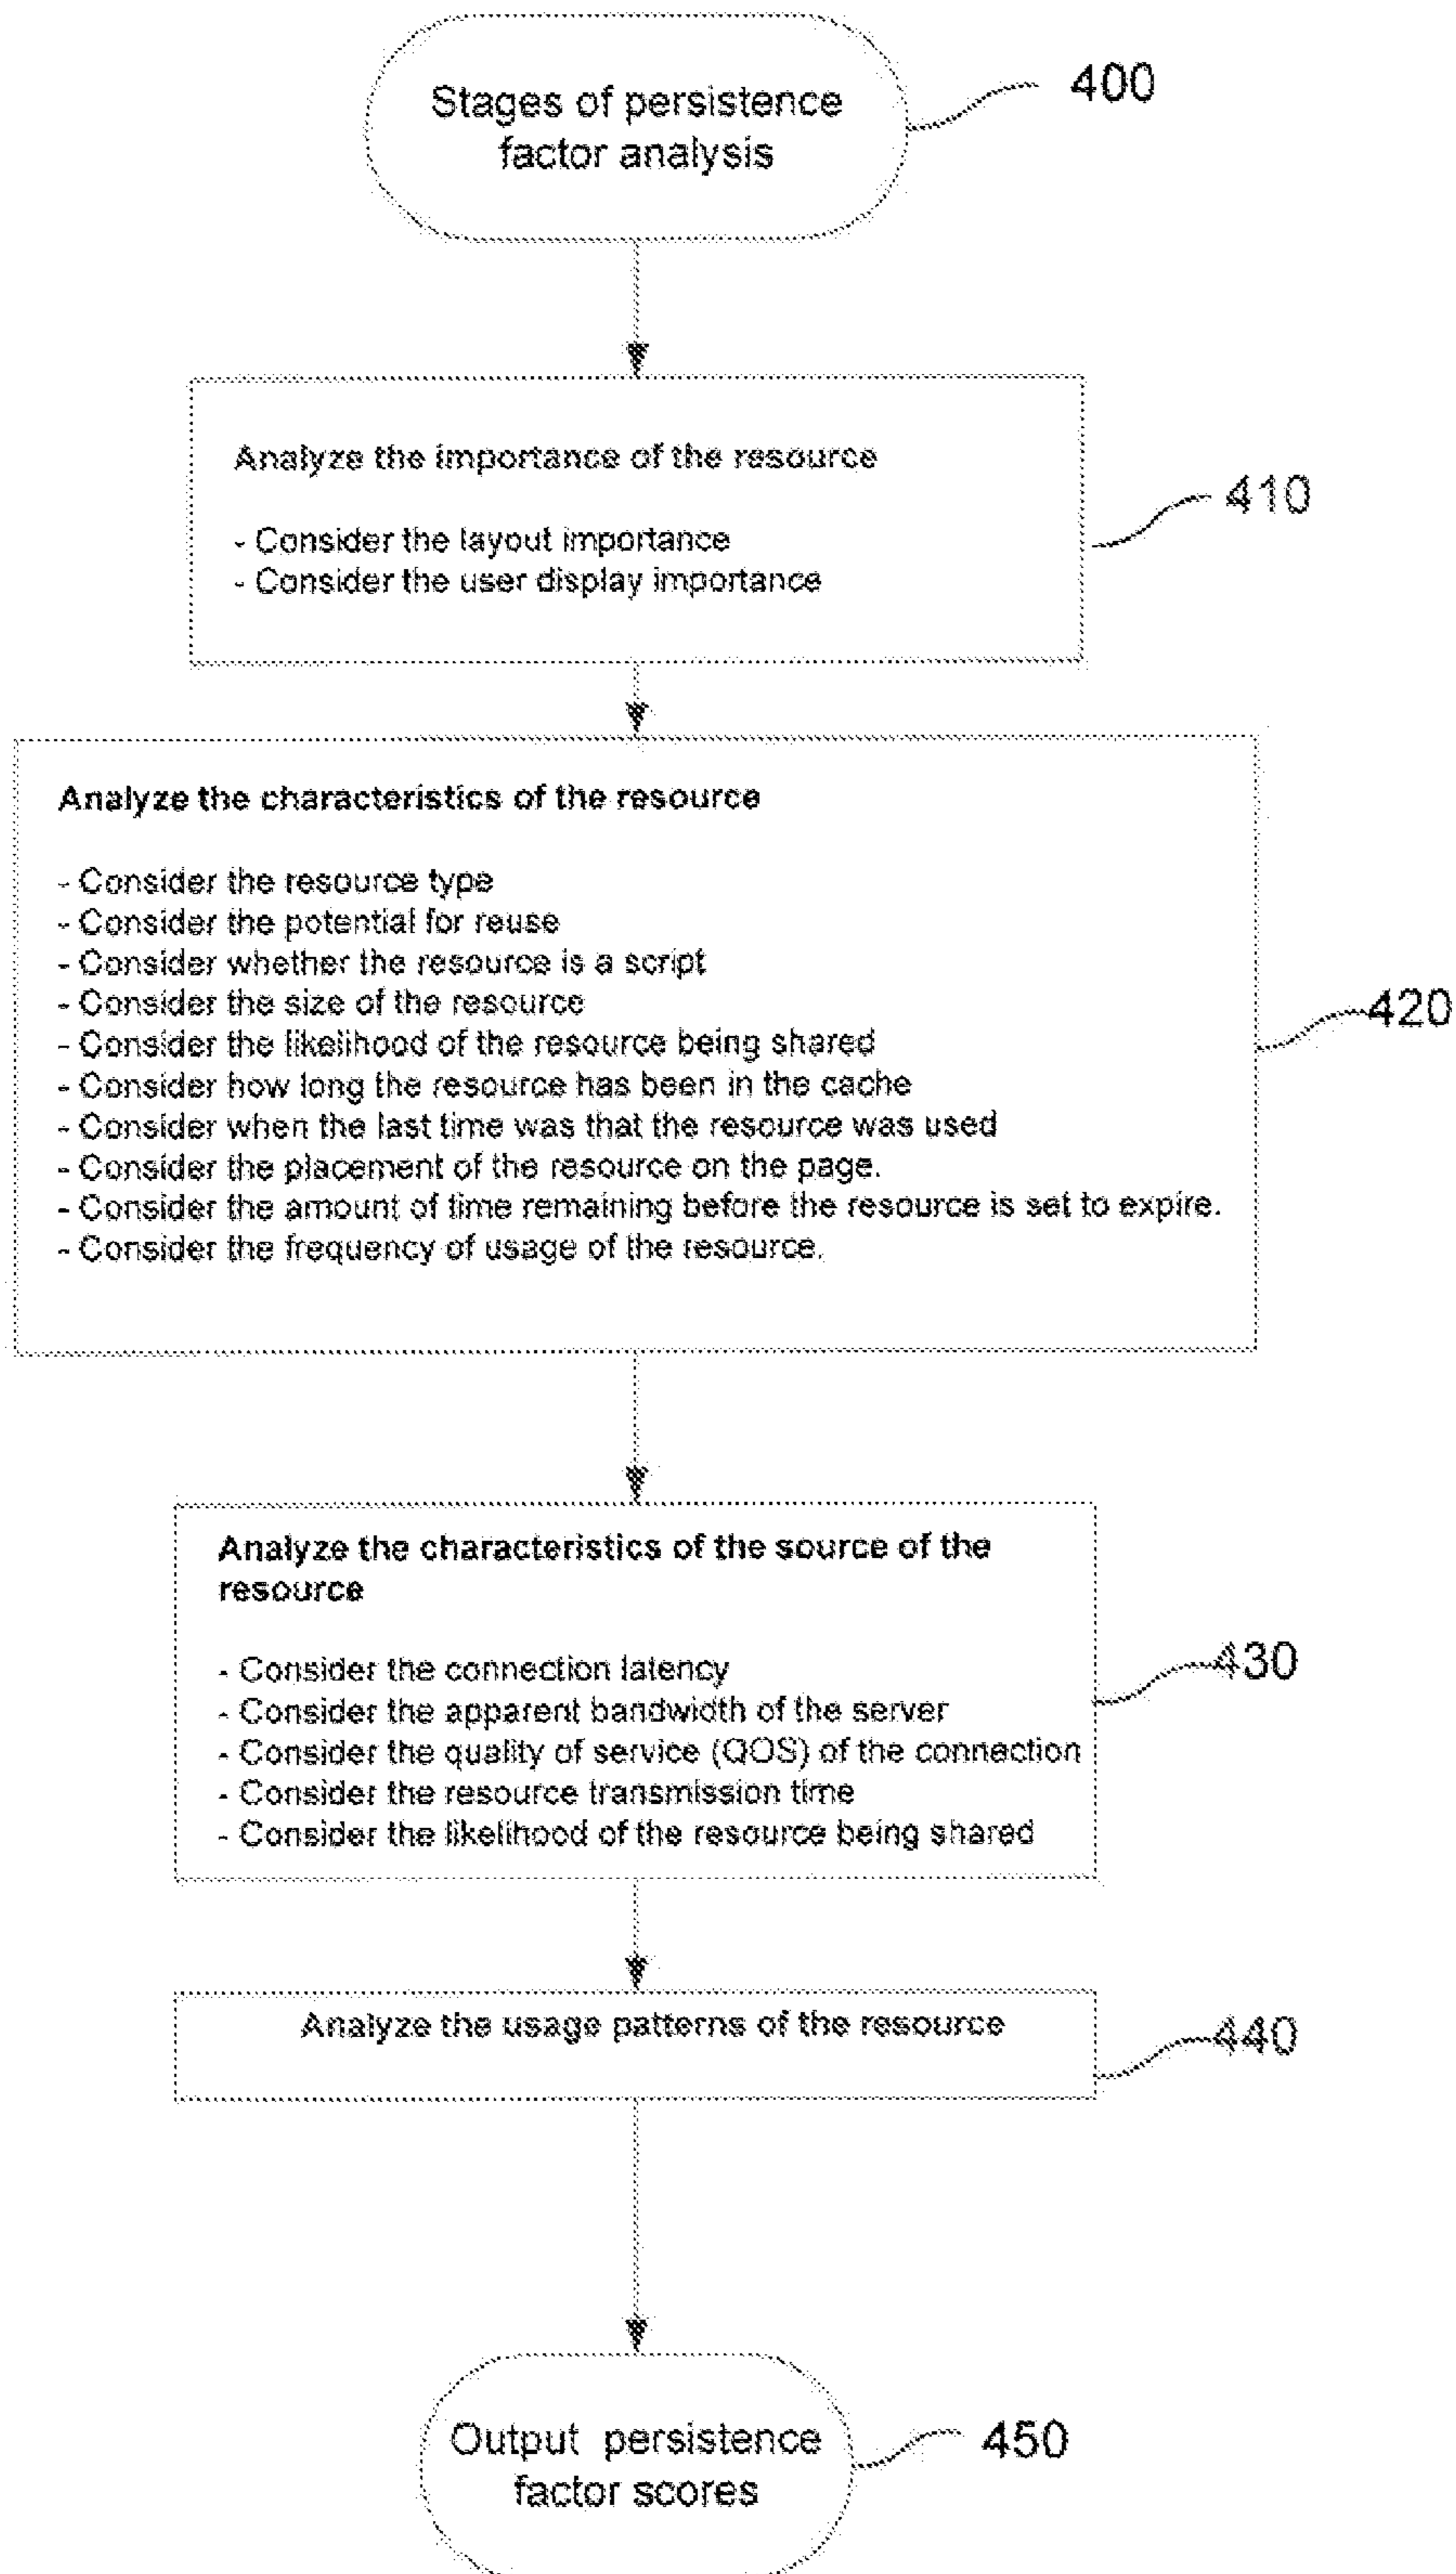 Stages of persistence
factor analysis
400
Analyze the importance of the resource
- Consider the layout importance
- Consider the user display importance
410
Analyze the characteristics of the resource
- Consider the resource type
- Consider the potential for reuse
- Consider whether the resource is a script
- Consider the size of the resource
- Consider the likelihood of the resource being shared
- Consider how long the resource has been in the cache
- Consider when the last time was that the resource was used
- Consider the placement of the resource on the page.
- Consider the amount of time remaining before the resource is set to expire.
- Consider the frequency of usage of the resource.
420
Analyze the characteristics of the source of the
resource
- Consider the connection latency
- Consider the apparent bandwidth of the server
- Consider the quality of service (QOS) of the connection
- Consider the resource transmission time
- Consider the likelihood of the resource being shared
430
Analyze the usage patterns of the resource
440
Output persistence
factor scores
450